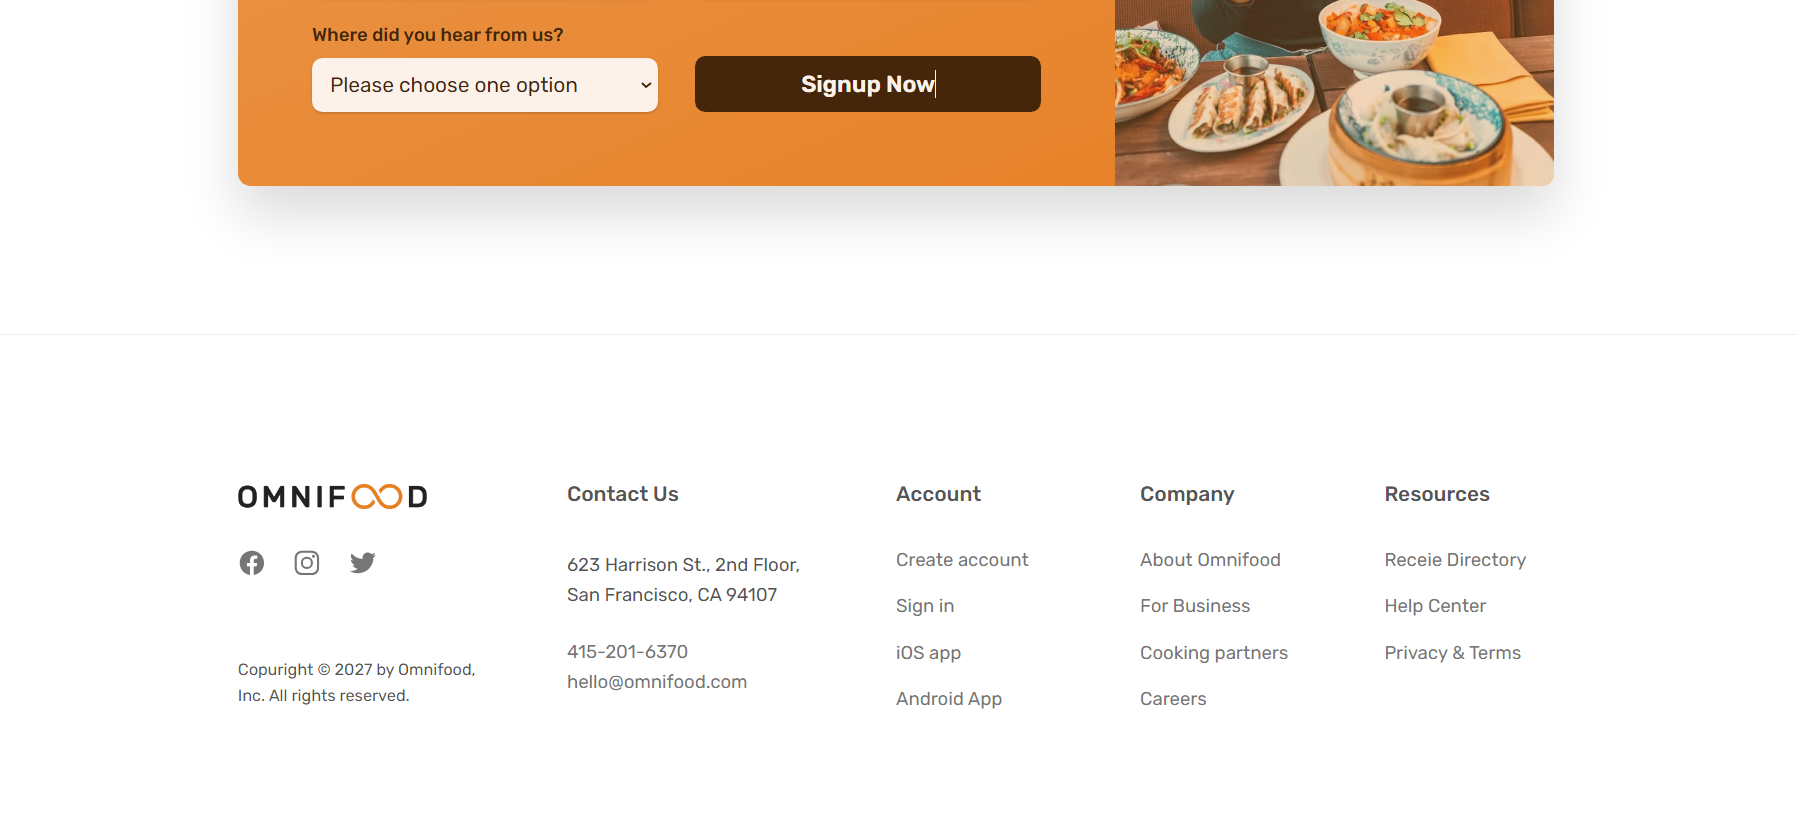 Where did you hear from us?
Please choose one option
Signup Now
OMNIFOOD
Copyright © 2027 by Omnifood,
Inc. All rights reserved.
Contact Us
623 Harrison St., 2nd Floor,
San Francisco, CA 94107
415-201-6370
hello@omnifood.com
Account
Create account
Sign in
iOS app
Android App
Company
About Omnifood
For Business
Cooking partners
Careers
Resources
Receie Directory
Help Center
Privacy & Terms